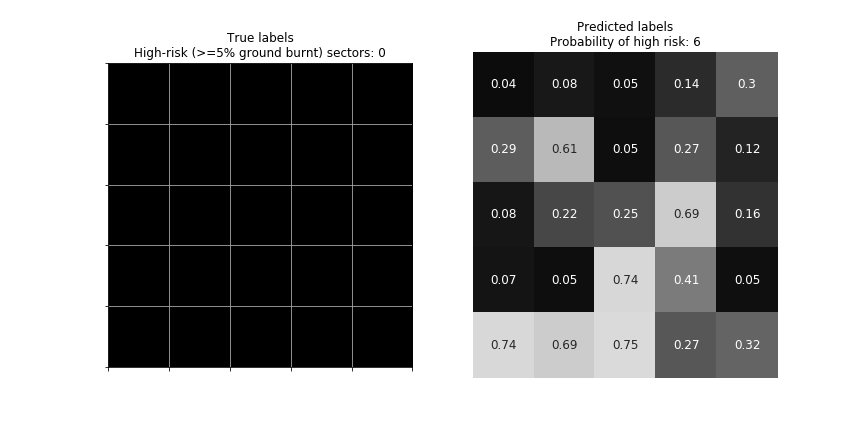 True labels
High-risk (>=5% ground burnt) sectors: 0
Predicted labels
Probability of high risk: 6
0.04 0.08 0.05 0.14 0.3
0.29 0.61 0.05 0.27 0.12
0.08 0.22 0.25 0.69 0.16
0.07 0.05 0.74 0.41 0.05
0.74 0.69 0.75 0.27 0.32